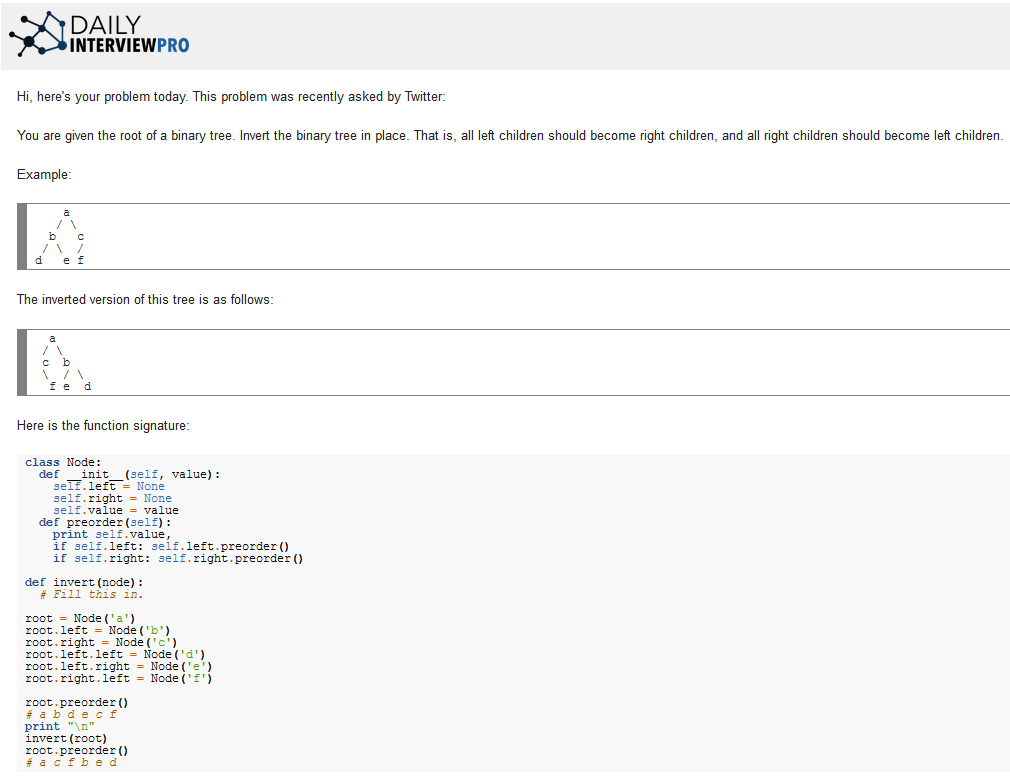 DAILY
INTERVIEWPRO
Hi, here's your problem today. This problem was recently asked by Twitter:
You are given the root of a binary tree. Invert the binary tree in place. That is, all left children should become right children, and all right children should become left children.
Example:
    a
   / \
  b   c
 / \  /
d   e f
The inverted version of this tree is as follows:
  a
 / \
 c  b
 \  / \
  f e  d
Here is the function signature:
class Node:
  def __init__(self, value):
    self.left = None
    self.right = None
    self.value = value
  def preorder(self):
    print self.value,
    if self.left: self.left.preorder()
    if self.right: self.right.preorder()
def invert(node):
  # Fill this in.
root = Node('a')
root.left = Node('b')
root.right = Node('c')
root.left.left = Node('d')
root.left.right = Node('e')
root.right.left = Node('f')
root.preorder()
# a b d e c f
print "\n"
invert(root)
root.preorder()
# a c f b e d